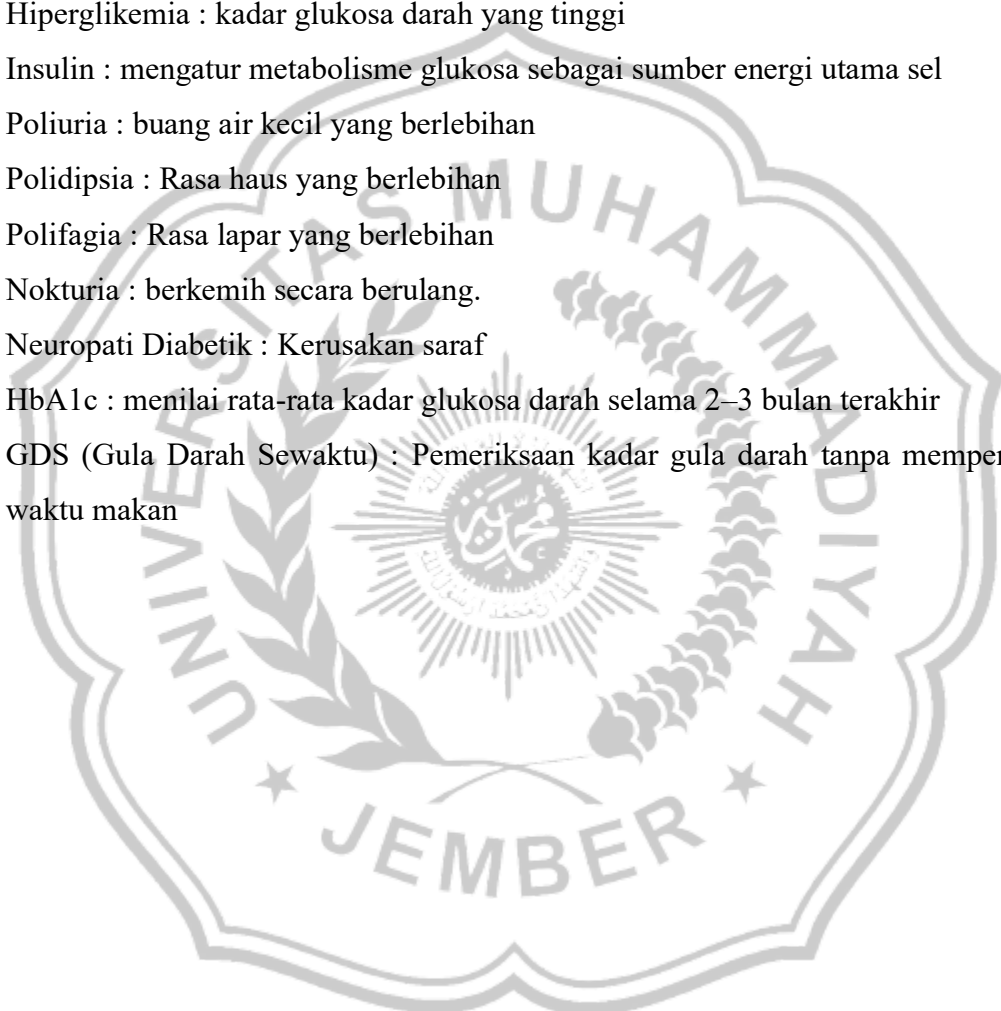 Hiperglikemia : kadar glukosa darah yang tinggi
Insulin : mengatur metabolisme glukosa sebagai sumber energi utama sel
Poliuria : buang air kecil yang berlebihan
Polidipsia : Rasa haus yang berlebihan
Polifagia : Rasa lapar yang berlebihan
Nokturia : berkemih secara berulang.
Neuropati Diabetik : Kerusakan saraf
HbA1c : menilai rata-rata kadar glukosa darah selama 2–3 bulan terakhir
GDS (Gula Darah Sewaktu) : Pemeriksaan kadar gula darah tanpa memper
waktu makan
UNIVERSITAS MUHAMMADIYAH
JEMBER